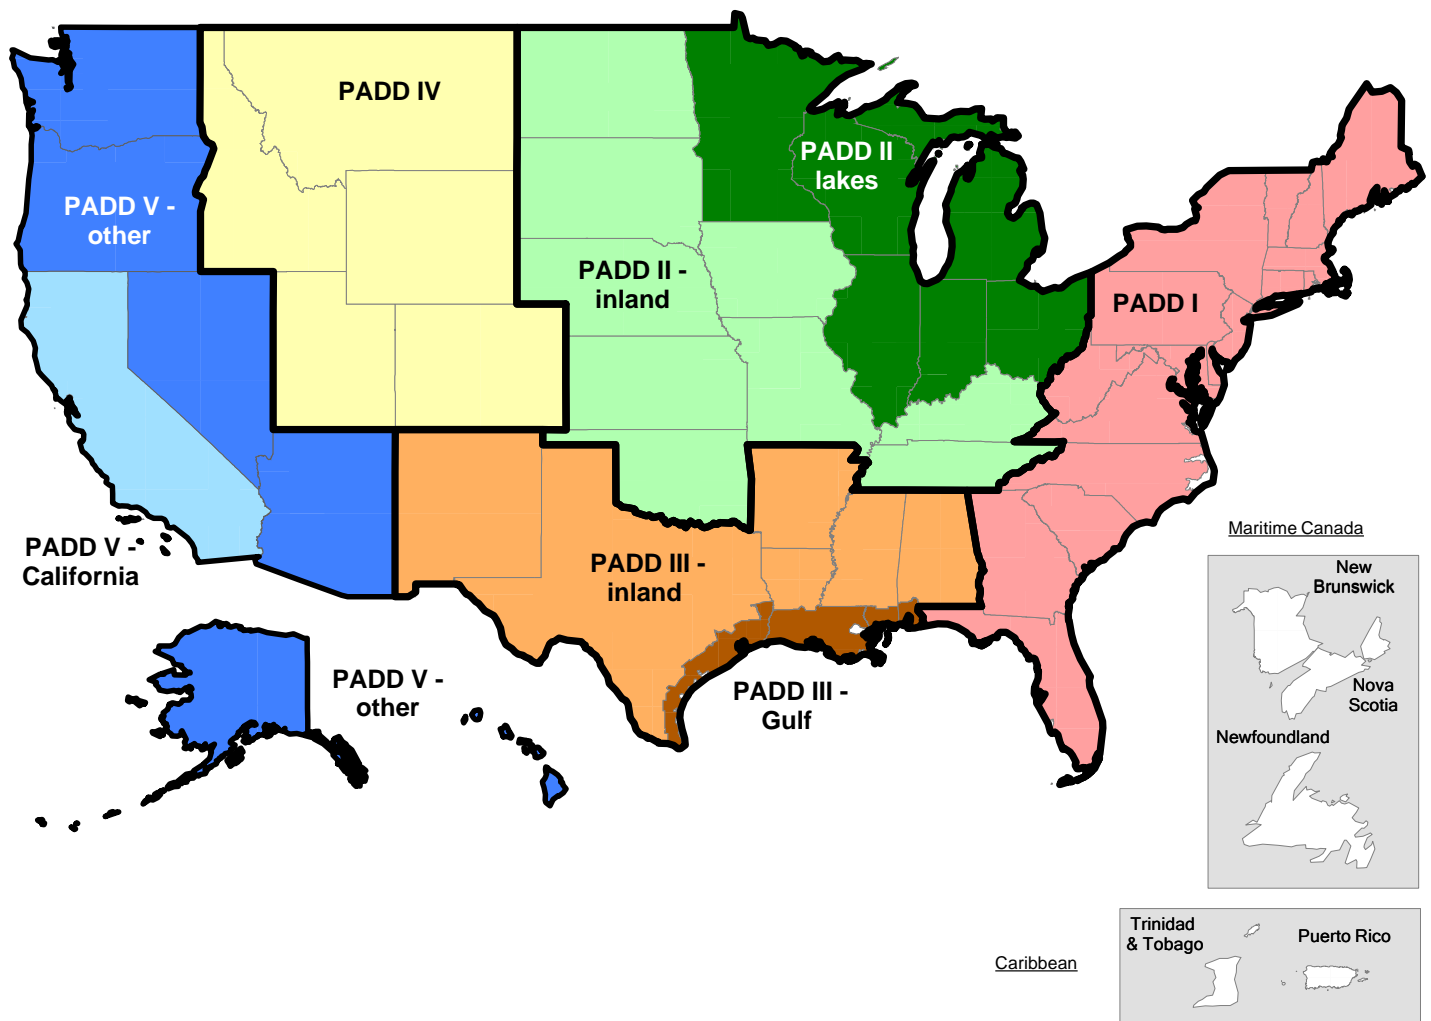 PADD IV
PADD II
lakes
PADD V -
other
PADD II -
inland
PADD I
PADD V -
California
PADD III -
inland
Maritime Canada
New
Brunswick
PADD V -
other
PADD III -
Gulf
Nova
Scotia
Newfoundland
Trinidad
& Tobago
Puerto Rico
Caribbean